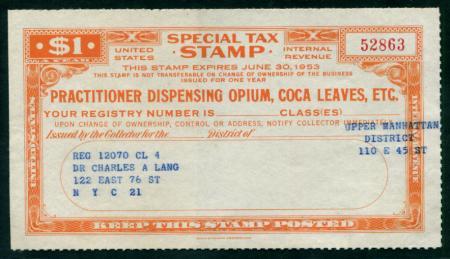 $1
A YEAR
SPECIAL TAX
UNITED STATES STAMP INTERNAL REVENUE
52863
THIS STAMP EXPIRES JUNE 30, 1953
THIS STAMP IS NOT TRANSFERABLE ON CHANGE OF OWNERSHIP OF THE BUSINESS
ISSUED FOR ONE YEAR
PRACTITIONER DISPENSING OPIUM, COCA LEAVES, ETC.
YOUR REGISTRY NUMBER IS CLASS(ES)
UPON CHANGE OF OWNERSHIP, CONTROL, OR ADDRESS, NOTIFY COLLECTOR IMMEDIATELY
Issued by the Collector for the District of
UPPER MANHATTAN
DISTRICT
110 E 45 ST
REG 12070 CL 4
DR CHARLES A LANG
122 EAST 76 ST
N Y C 21
UNITED STATES
KEEP THIS STAMP POSTED